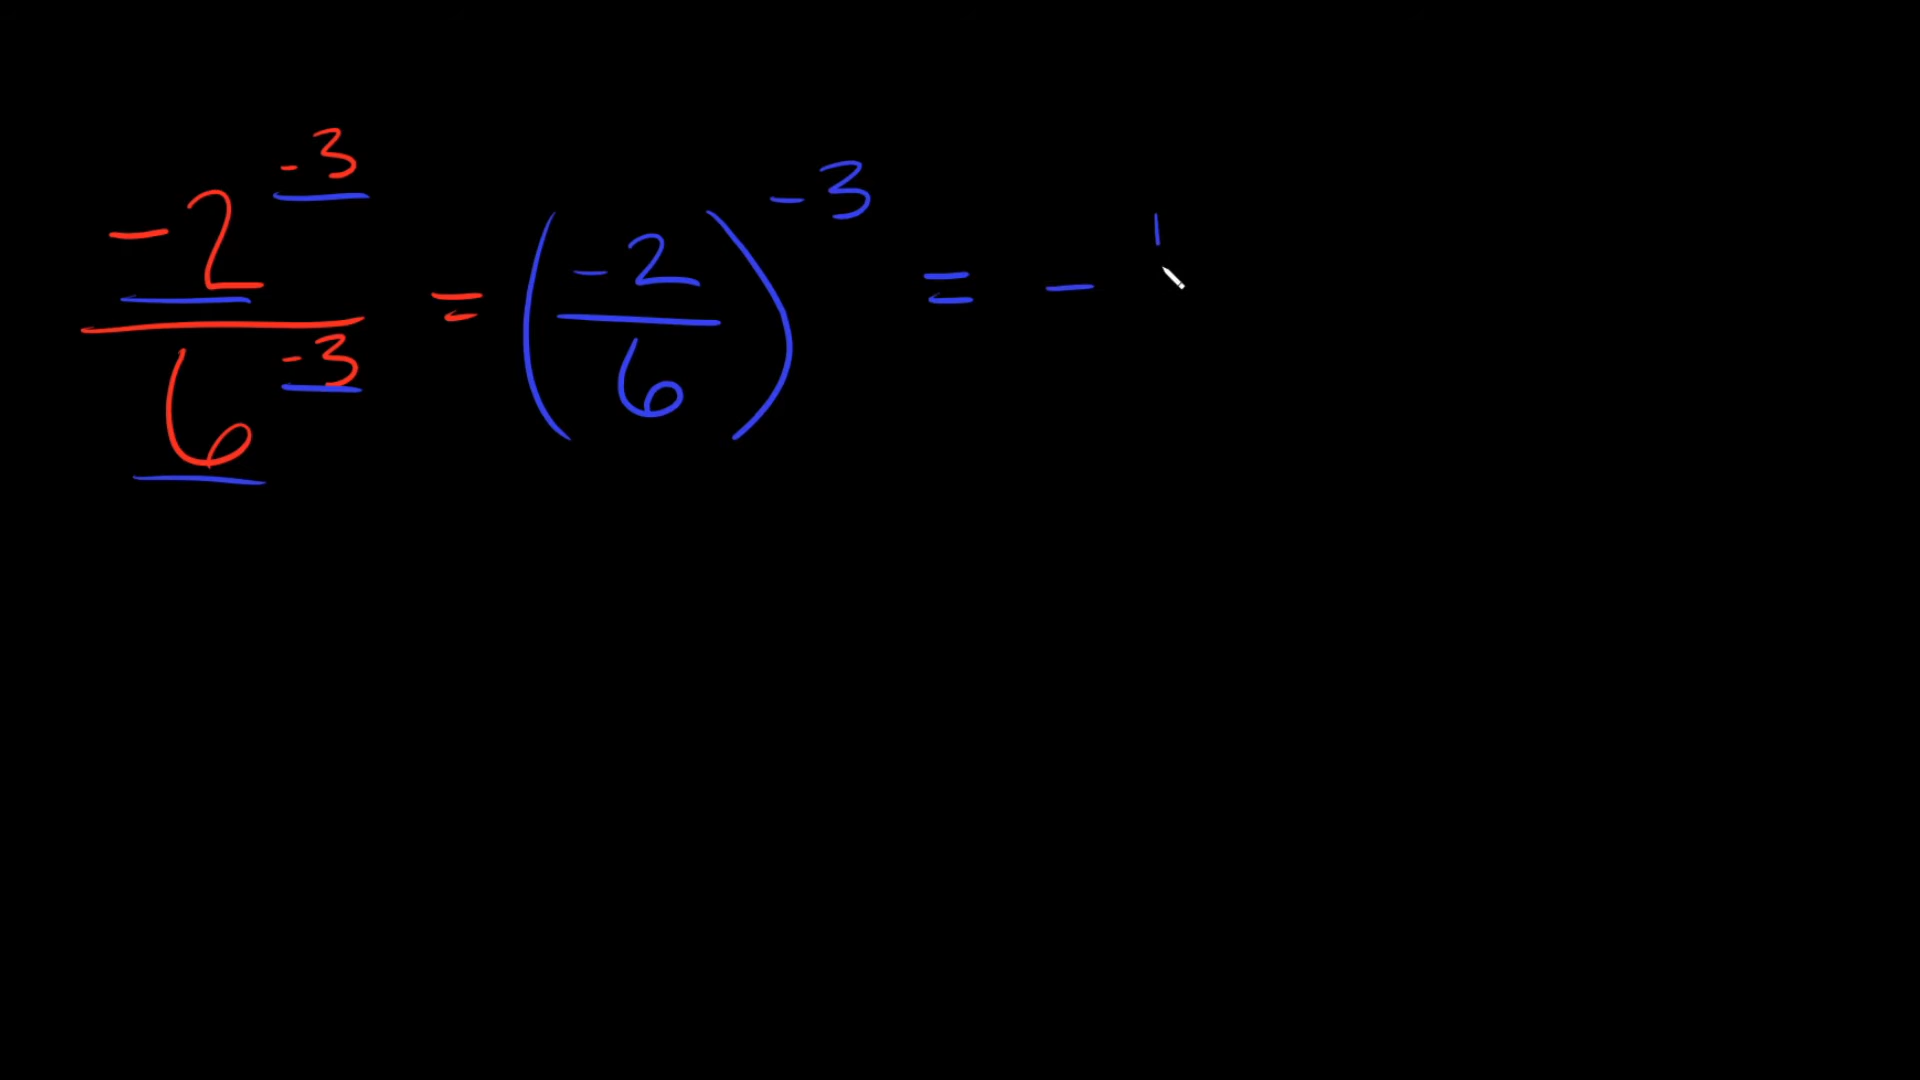 -2^-3 / 6^-3 = (-2/6)^-3 = - 1